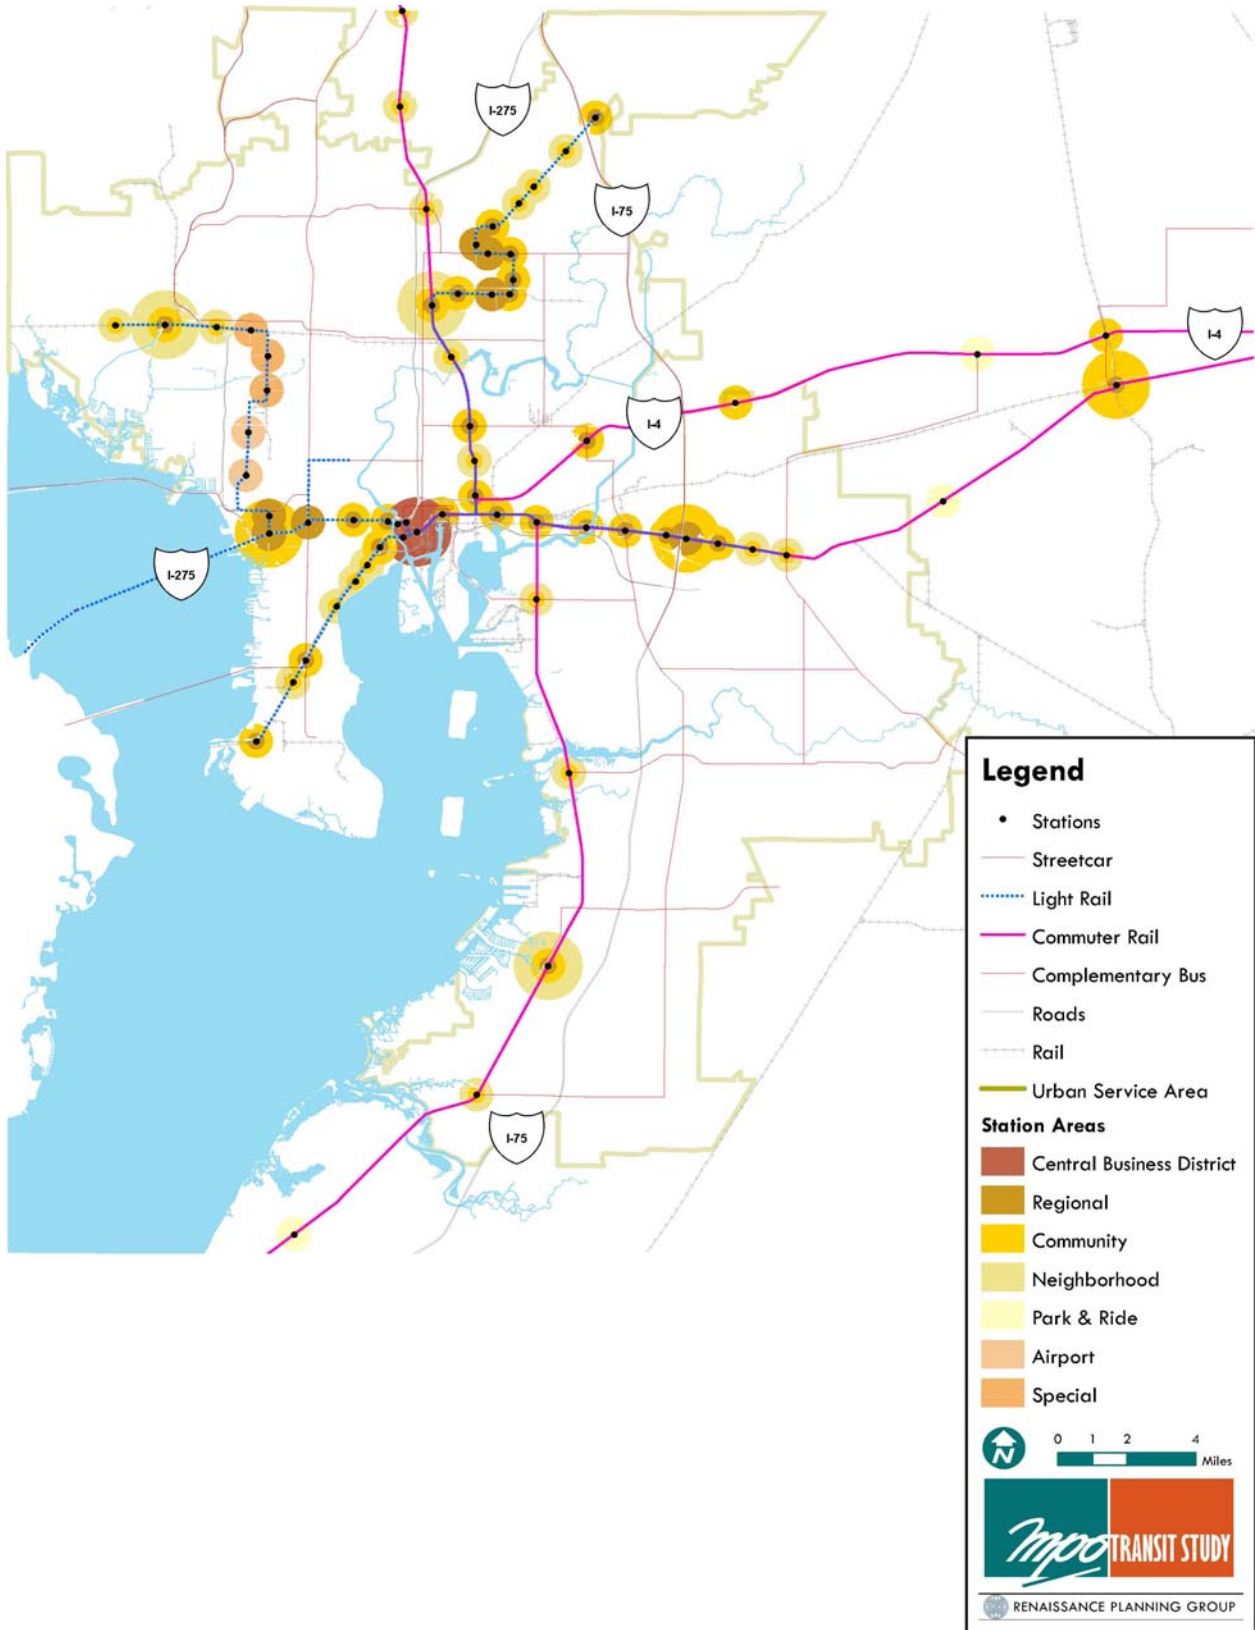 I-275
I-75
I-4
I-4
I-275
I-75
Legend
Stations
Streetcar
Light Rail
Commuter Rail
Complementary Bus
Roads
Rail
Urban Service Area
Station Areas
Central Business District
Regional
Community
Neighborhood
Park & Ride
Airport
Special
N
0 1 2 4
Miles
mpo TRANSIT STUDY
RENAISSANCE PLANNING GROUP